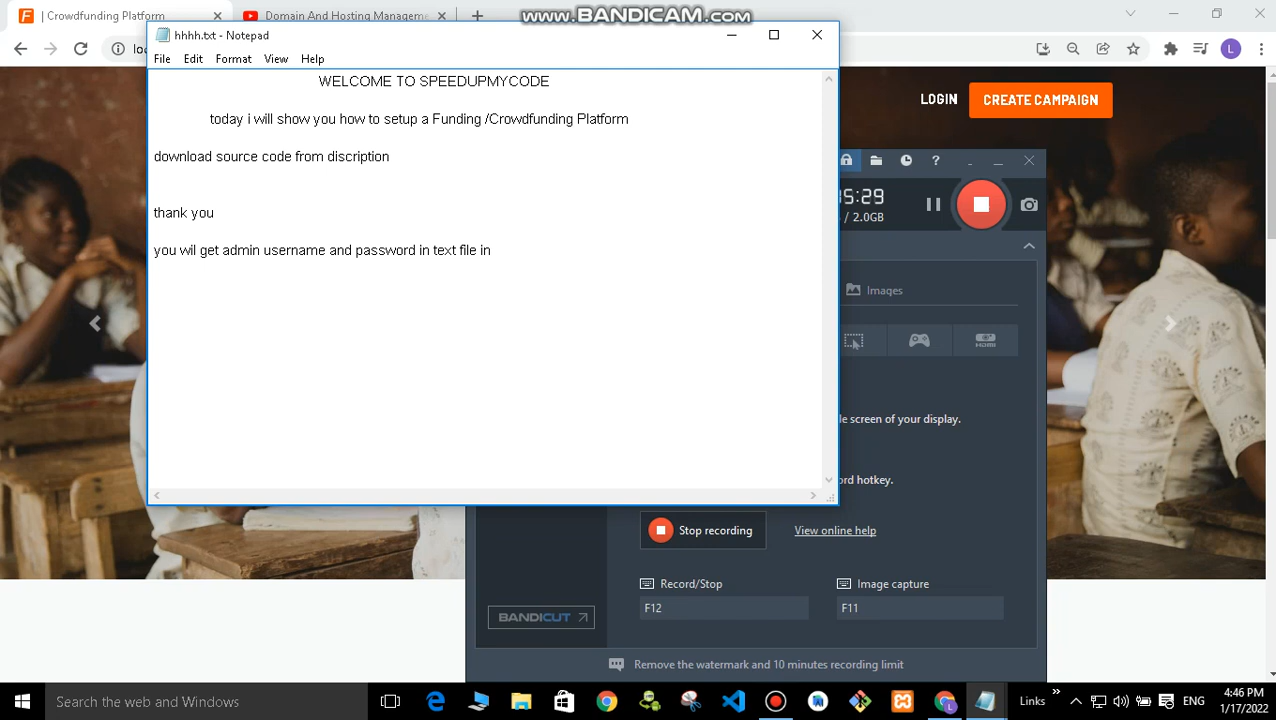 Crowdfunding Platform
Domain And Hosting Manageme
www.BANDICAM.com
hhhh.txt - Notepad
File Edit Format View Help
WELCOME TO SPEEDUPMYCODE
today i will show you how to setup a Funding /Crowdfunding Platform
download source code from discription
thank you
you wil get admin username and password in text file in
LOGIN
CREATE CAMPAIGN
L
5:29
/ 2.0GB
Images
HDMI
le screen of your display.
rd hotkey.
Stop recording
View online help
Record/Stop
Image capture
F12
F11
BANDICUT
Remove the watermark and 10 minutes recording limit
Search the web and Windows
Links
ENG
4:46 PM
1/17/2022